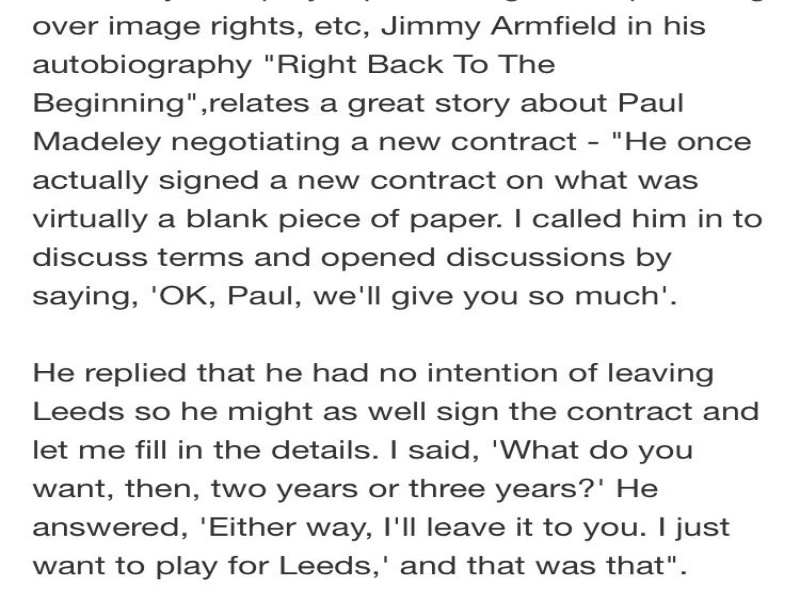 over image rights, etc, Jimmy Armfield in his
autobiography "Right Back To The
Beginning",relates a great story about Paul
Madeley negotiating a new contract - "He once
actually signed a new contract on what was
virtually a blank piece of paper. I called him in to
discuss terms and opened discussions by
saying, 'OK, Paul, we'll give you so much'.
He replied that he had no intention of leaving
Leeds so he might as well sign the contract and
let me fill in the details. I said, 'What do you
want, then, two years or three years?' He
answered, 'Either way, I'll leave it to you. I just
want to play for Leeds,' and that was that".